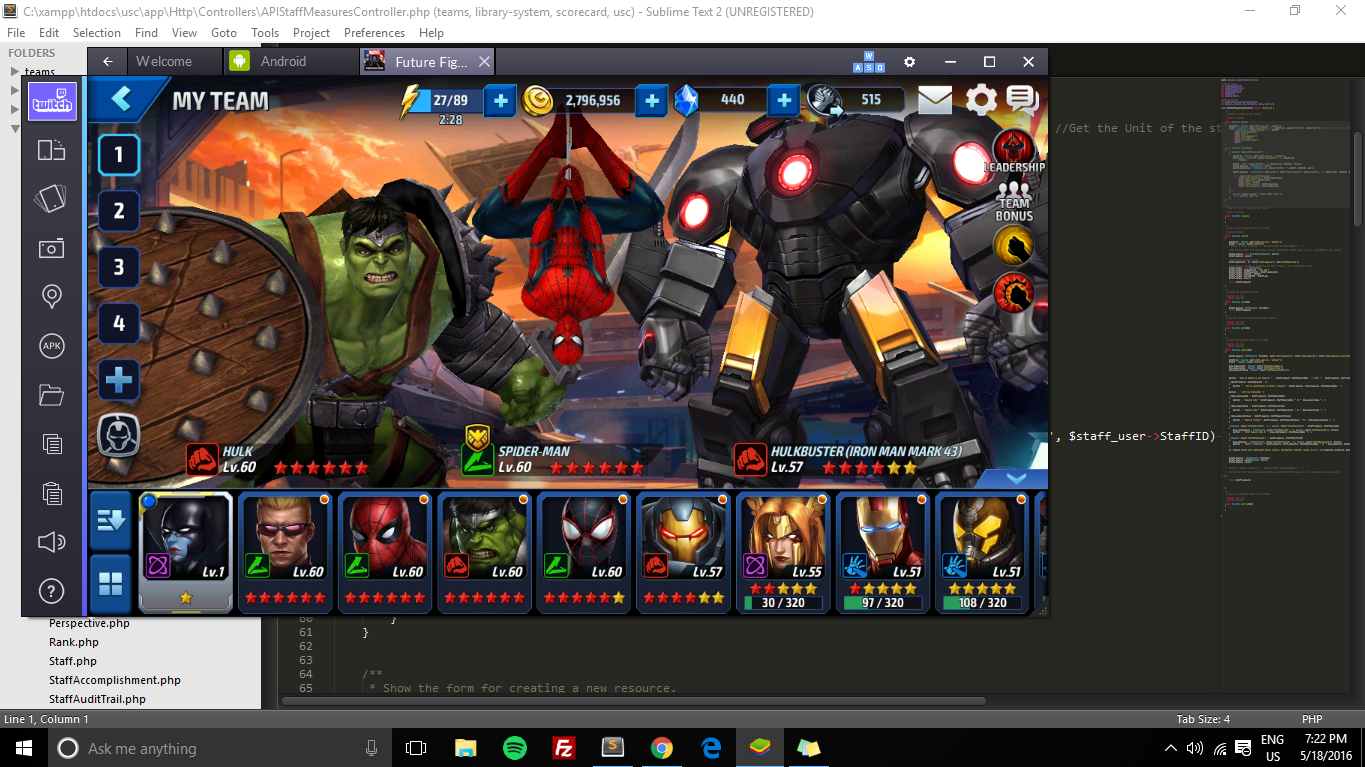 C:\xampp\htdocs\usc\app\Http\Controllers\APIStaffMeasuresController.php (teams, library-system, scorecard, usc) - Sublime Text 2 (UNREGISTERED)
File Edit Selection Find View Goto Tools Project Preferences Help
FOLDERS
teams
Welcome
Android
Future Fig...
W
A S D
twitch
MY TEAM
27/89
2:28
2,796,956
440
515
//Get the Unit of the st
1
2
3
4
LEADERSHIP
TEAM
BONUS
APK
', $staff_user->StaffID)-
HULK
Lv.60
SPIDER-MAN
Lv.60
HULKBUSTER (IRON MAN MARK 43)
Lv.57
Lv.1
Lv.60
Lv.60
Lv.60
Lv.60
Lv.57
Lv.55
Lv.51
Lv.51
30 / 320
97 / 320
108 / 320
Perspective.php
Rank.php
Staff.php
StaffAccomplishment.php
StaffAuditTrail.php
60 }
61 }
62
63
64 /**
65 * Show the form for creating a new resource.
Line 1, Column 1
Tab Size: 4
PHP
Ask me anything
ENG
US
7:22 PM
5/18/2016